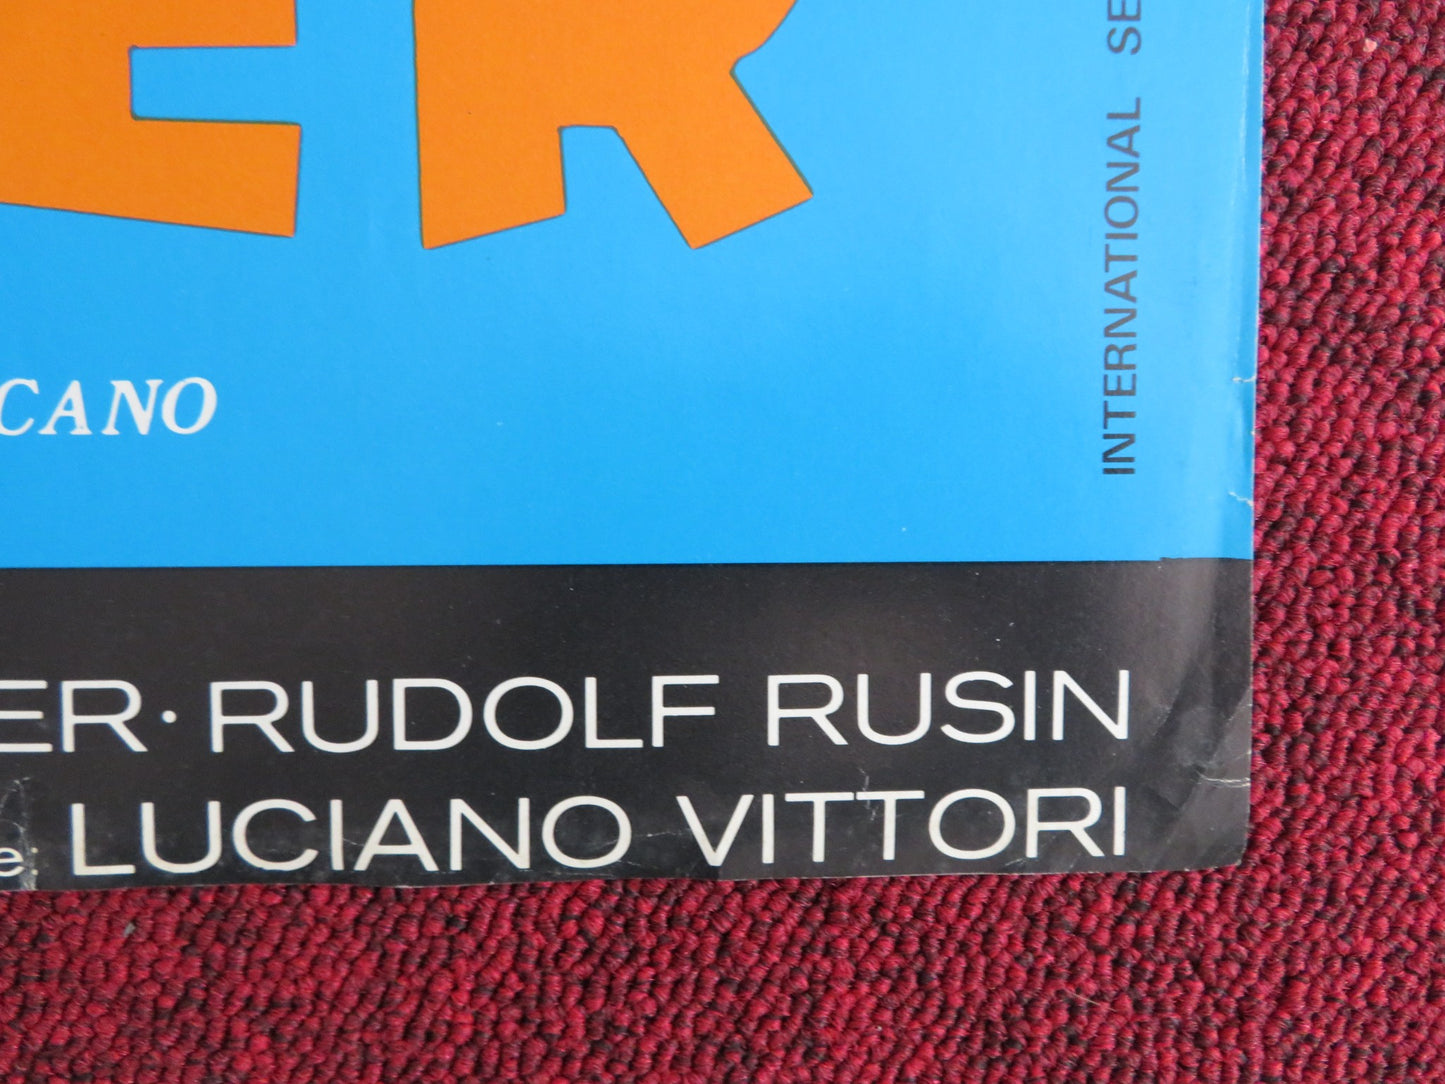 ER
CANO
INTERNATIONAL SE
ER · RUDOLF RUSIN
e: LUCIANO VITTORI